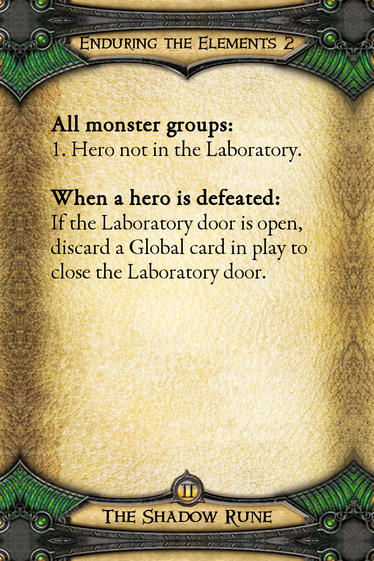 Enduring the Elements 2
All monster groups:
1. Hero not in the Laboratory.
When a hero is defeated:
If the Laboratory door is open,
discard a Global card in play to
close the Laboratory door.
II
The Shadow Rune